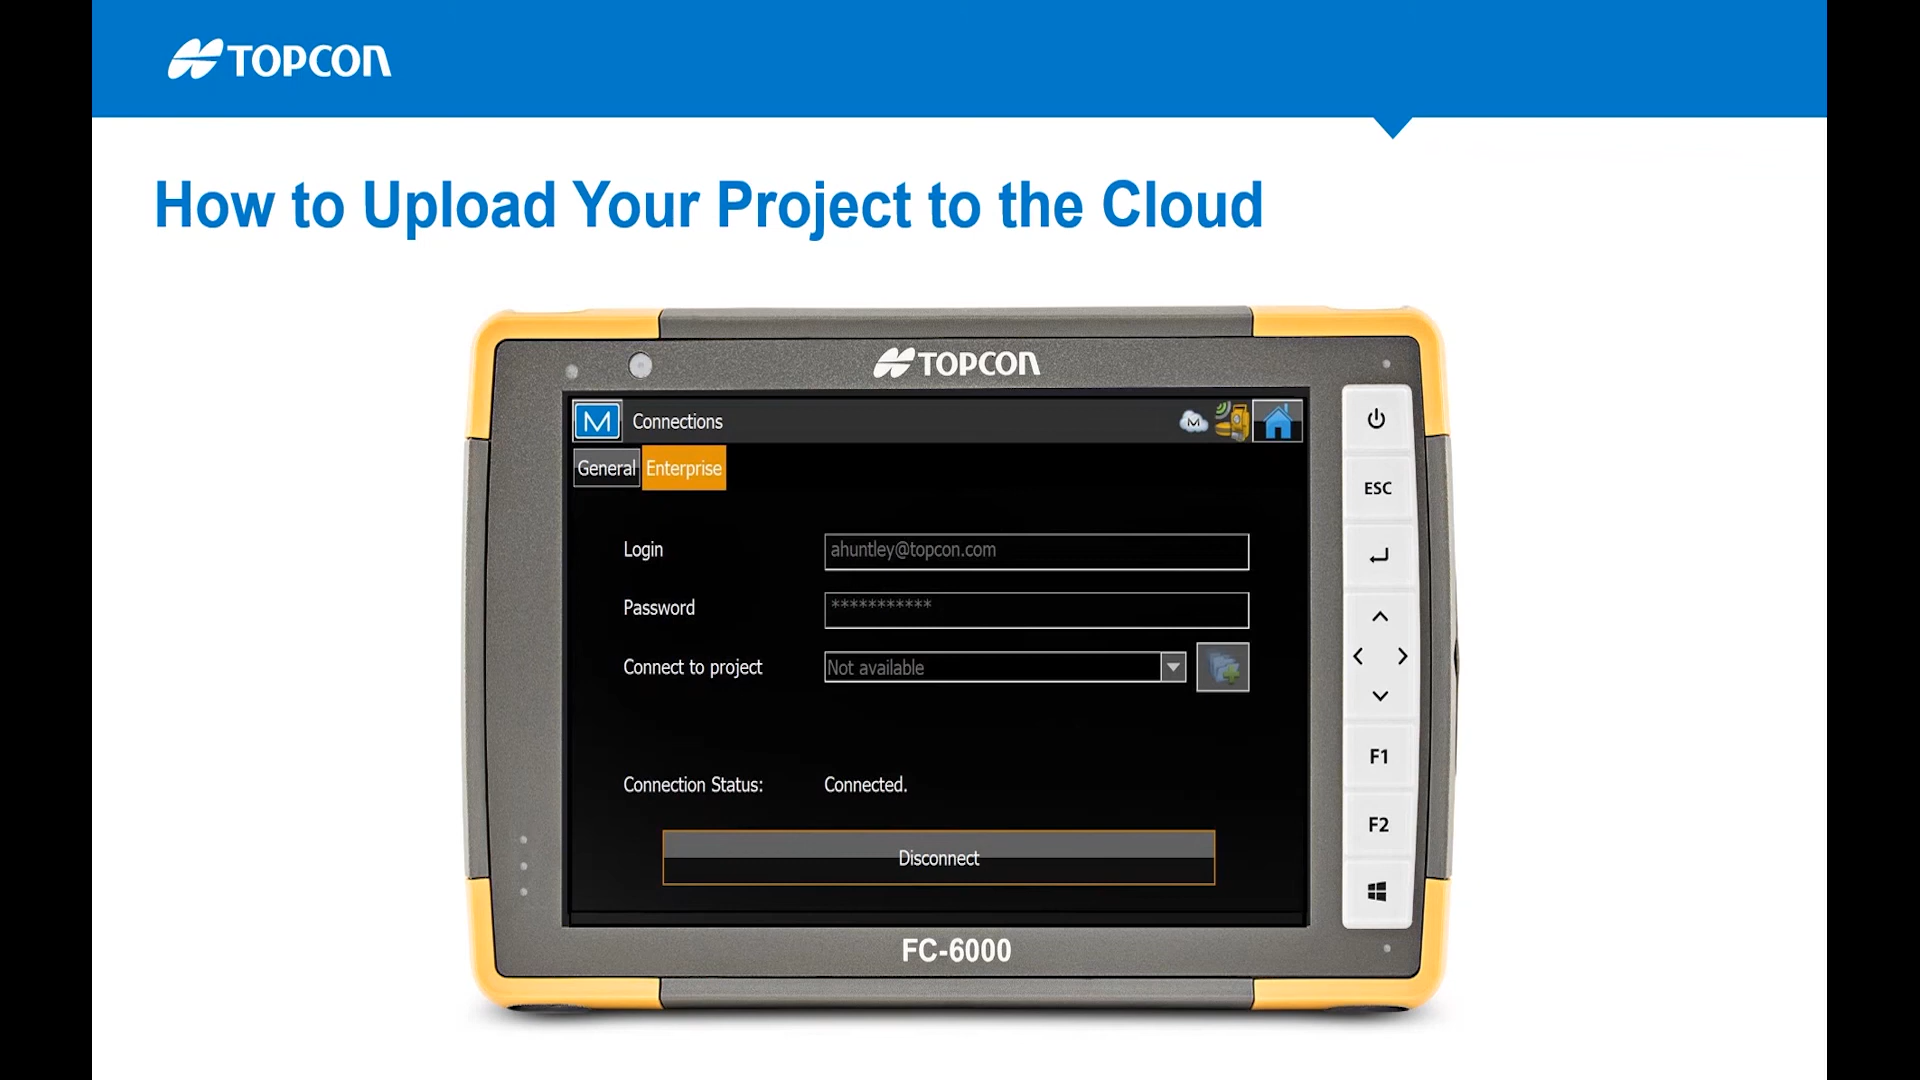 TOPCON
How to Upload Your Project to the Cloud
TOPCON
M Connections M
General Enterprise
Login ahuntley@topcon.com
Password ***********
Connect to project Not available
Connection Status: Connected.
Disconnect
FC-6000
ESC
F1
F2